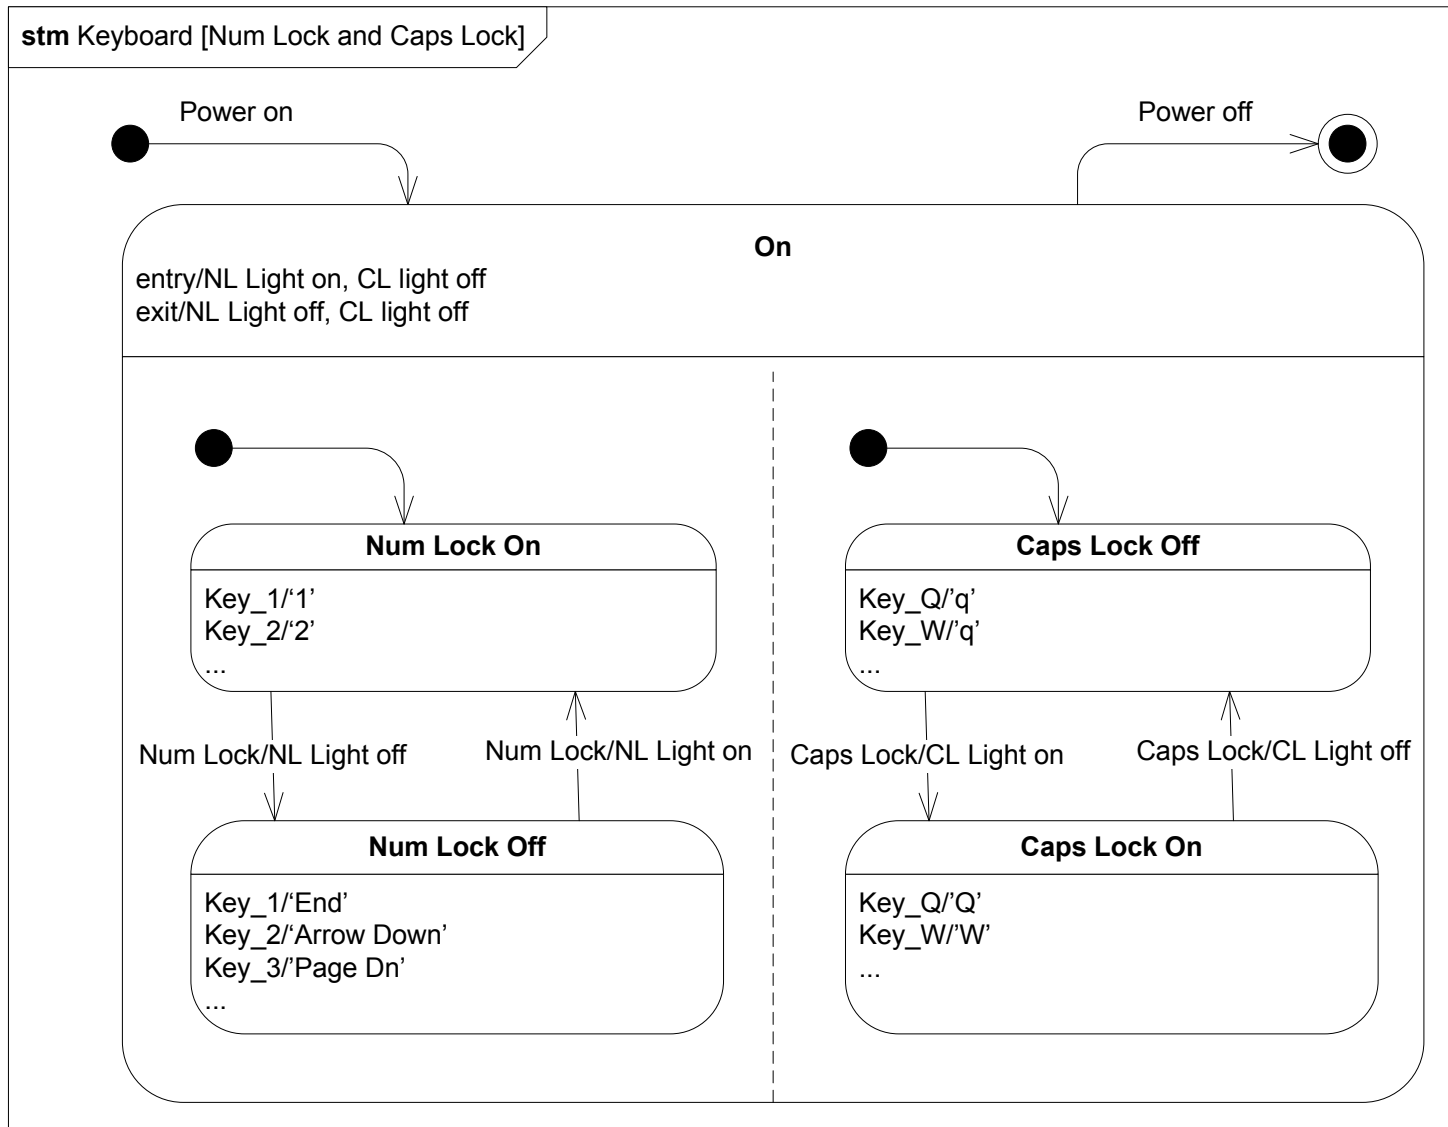 stm Keyboard [Num Lock and Caps Lock]
Power on
Power off
On
entry/NL Light on, CL light off
exit/NL Light off, CL light off
Num Lock On
Key_1/‘1’
Key_2/‘2’
...
Caps Lock Off
Key_Q/’q’
Key_W/’q’
...
Num Lock/NL Light off
Num Lock/NL Light on
Caps Lock/CL Light on
Caps Lock/CL Light off
Num Lock Off
Key_1/‘End’
Key_2/‘Arrow Down’
Key_3/’Page Dn’
...
Caps Lock On
Key_Q/’Q’
Key_W/’W’
...